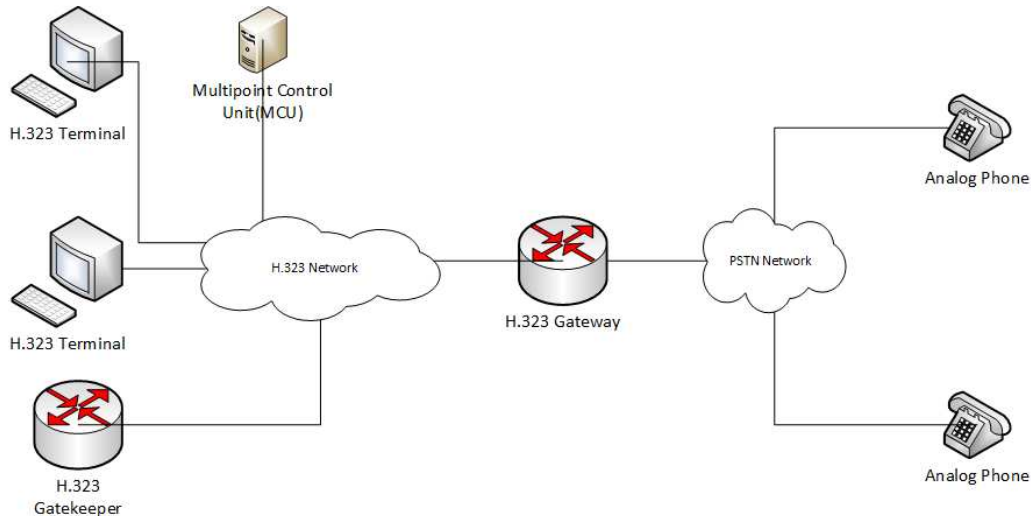 H.323 Terminal
Multipoint Control
Unit(MCU)
Analog Phone
H.323 Network
PSTN Network
H.323 Gateway
H.323 Terminal
H.323
Gatekeeper
Analog Phone